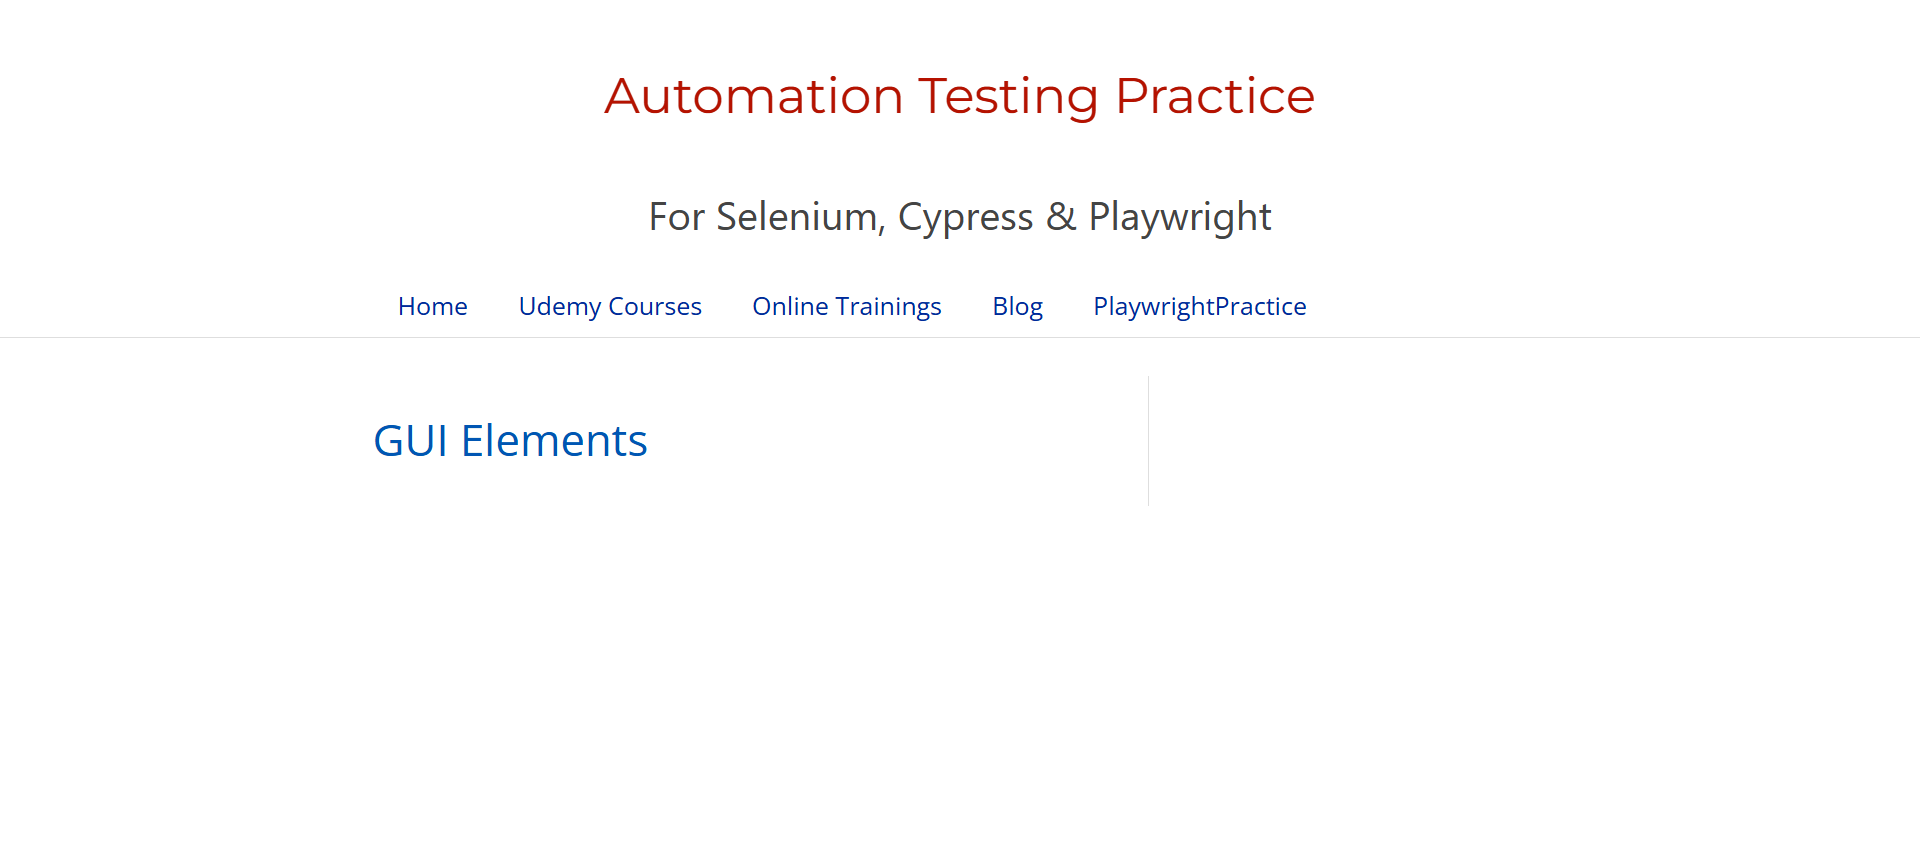 Automation Testing Practice
For Selenium, Cypress & Playwright
Home Udemy Courses Online Trainings Blog PlaywrightPractice
GUI Elements